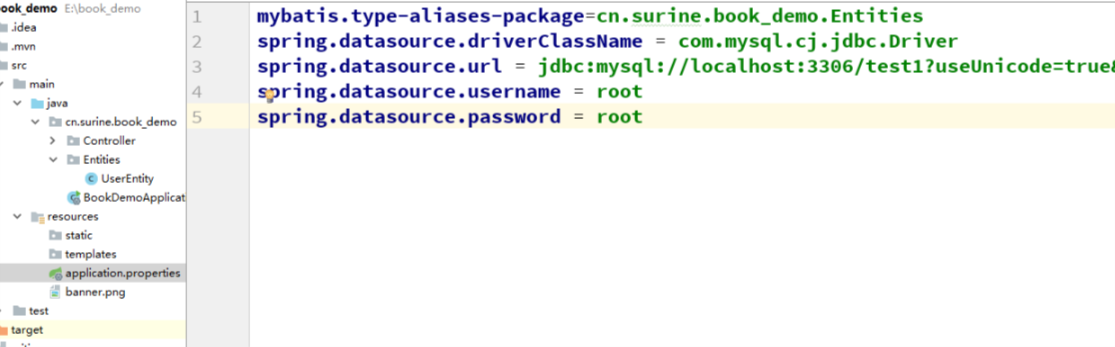 ook_demo E:\book_demo
.idea
.mvn
src
main
java
cn.surine.book_demo
Controller
Entities
UserEntity
BookDemoApplicat
resources
static
templates
application.properties
banner.png
test
target
1 mybatis.type-aliases-package=cn.surine.book_demo.Entities
2 spring.datasource.driverClassName = com.mysql.cj.jdbc.Driver
3 spring.datasource.url = jdbc:mysql://localhost:3306/test1?useUnicode=true&
4 spring.datasource.username = root
5 spring.datasource.password = root